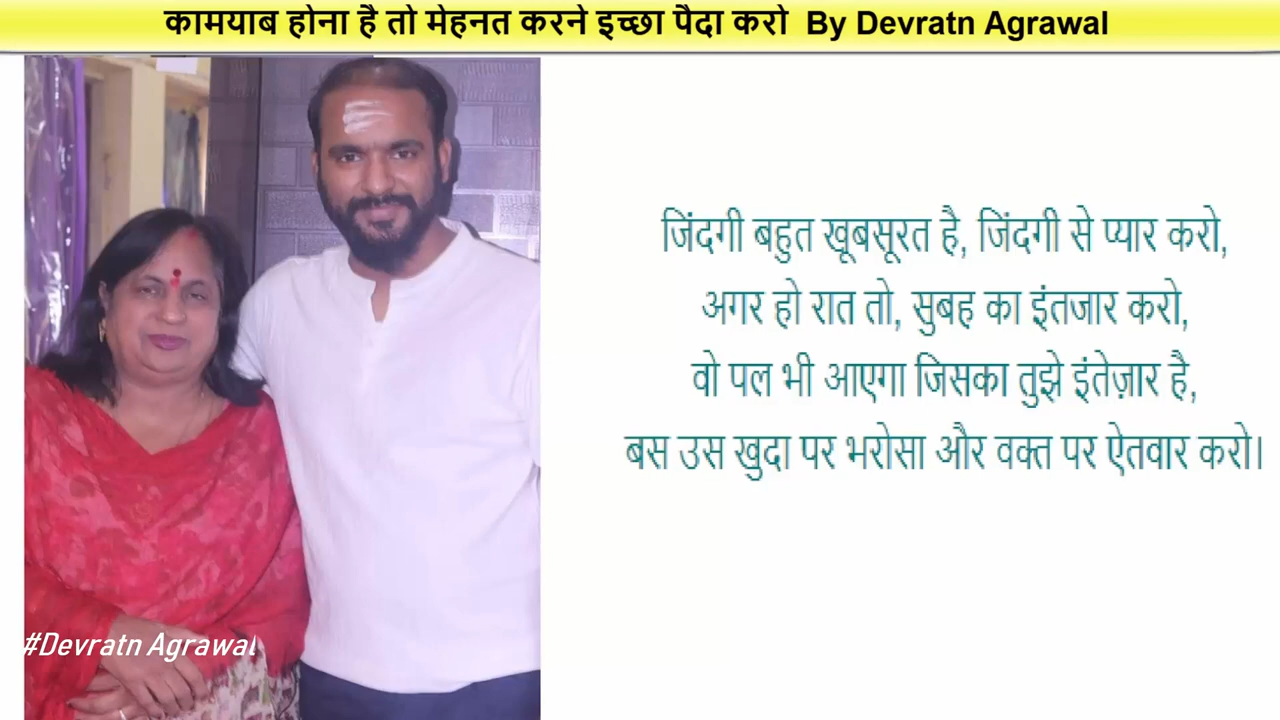 कामयाब होना है तो मेहनत करने इच्छा पैदा करो By Devratn Agrawal
जिंदगी बहुत खूबसूरत है, जिंदगी से प्यार करो,
अगर हो रात तो, सुबह का इंतजार करो,
वो पल भी आएगा जिसका तुझे इंतेज़ार है,
बस उस खुदा पर भरोसा और वक्त पर ऐतवार करो।
#Devratn Agrawal